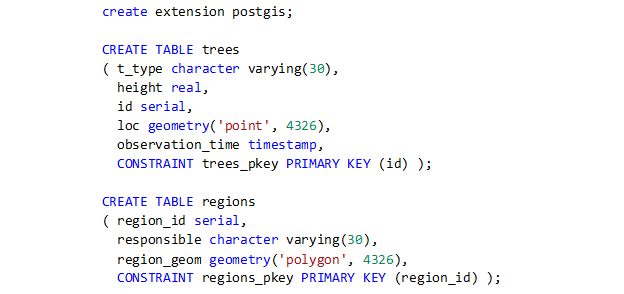 create extension postgis;
CREATE TABLE trees
( t_type character varying(30),
height real,
id serial,
loc geometry('point', 4326),
observation_time timestamp,
CONSTRAINT trees_pkey PRIMARY KEY (id) );
CREATE TABLE regions
( region_id serial,
responsible character varying(30),
region_geom geometry('polygon', 4326),
CONSTRAINT regions_pkey PRIMARY KEY (region_id) );